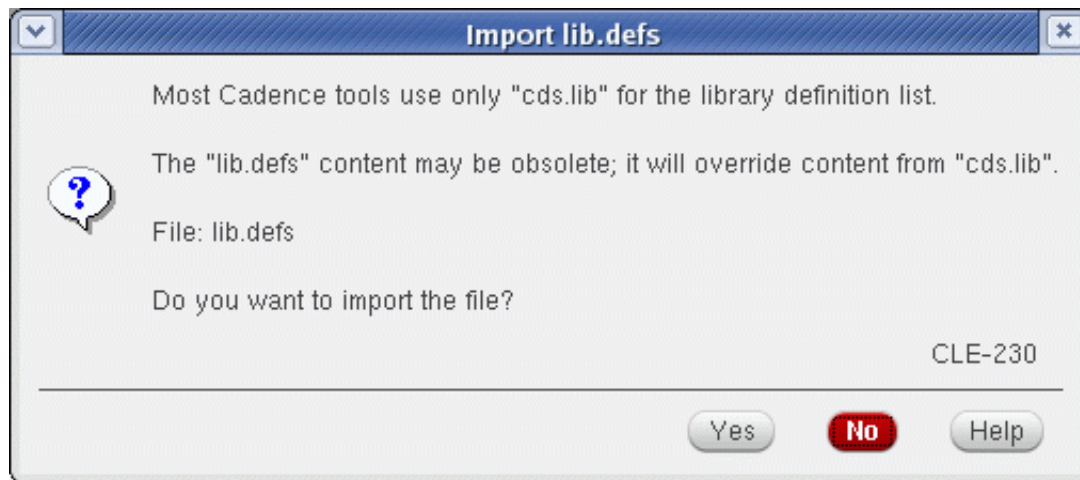 Import lib.defs
Most Cadence tools use only "cds.lib" for the library definition list.
The "lib.defs" content may be obsolete; it will override content from "cds.lib".
?
File: lib.defs
Do you want to import the file?
CLE-230
Yes No Help